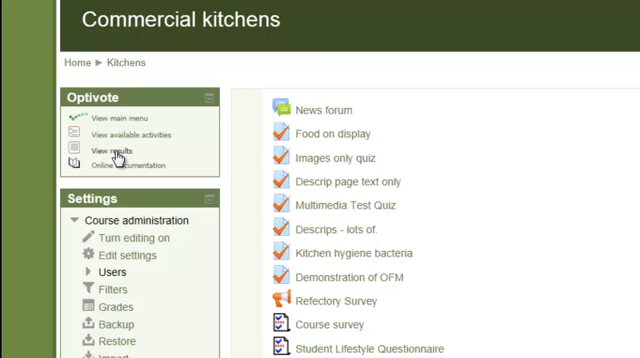 Commercial kitchens
Home ► Kitchens
Optivote
View main menu
View available activities
View results
Online documentation
Settings
Course administration
Turn editing on
Edit settings
Users
Filters
Grades
Backup
Restore
Import
News forum
Food on display
Images only quiz
Descrip page text only
Multimedia Test Quiz
Descrips - lots of.
Kitchen hygiene bacteria
Demonstration of OFM
Refectory Survey
Course survey
Student Lifestyle Questionnaire